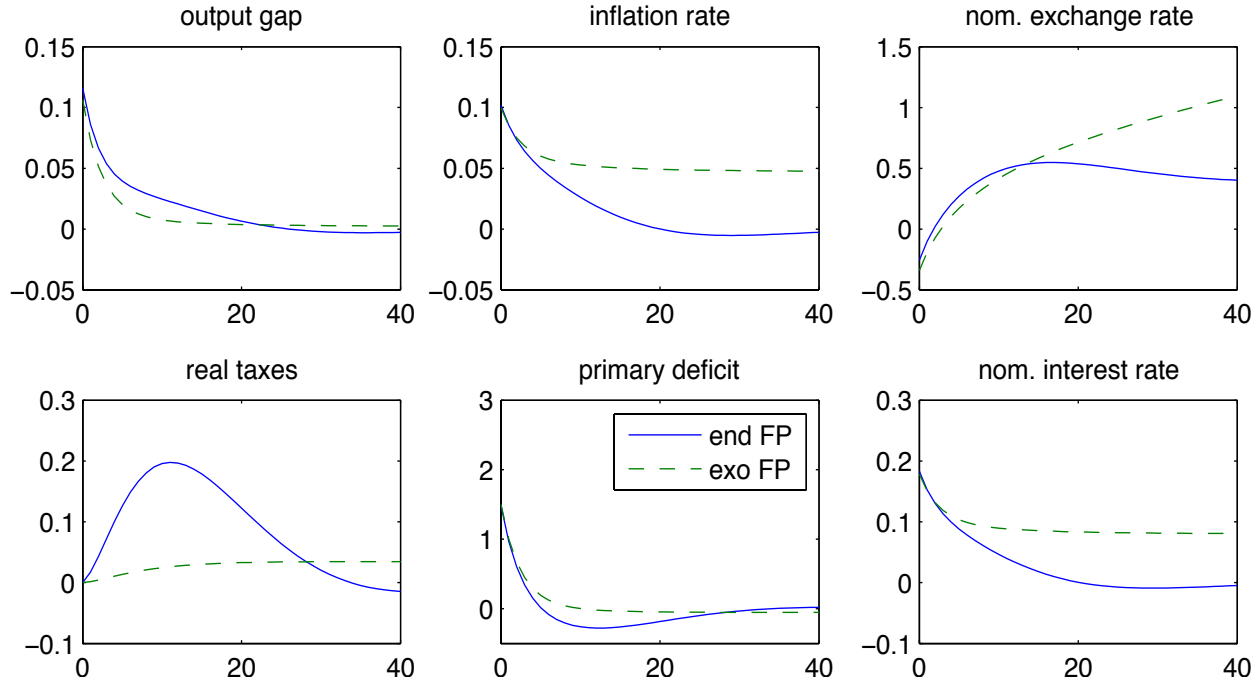 output gap
0.15
0.1
0.05
0
−0.05
0 20 40
inflation rate
0.15
0.1
0.05
0
−0.05
0 20 40
nom. exchange rate
1.5
1
0.5
0
−0.5
0 20 40
real taxes
0.3
0.2
0.1
0
−0.1
0 20 40
primary deficit
3
2
1
0
end FP
exo FP
0 20 40
nom. interest rate
0.3
0.2
0.1
0
−0.1
0 20 40